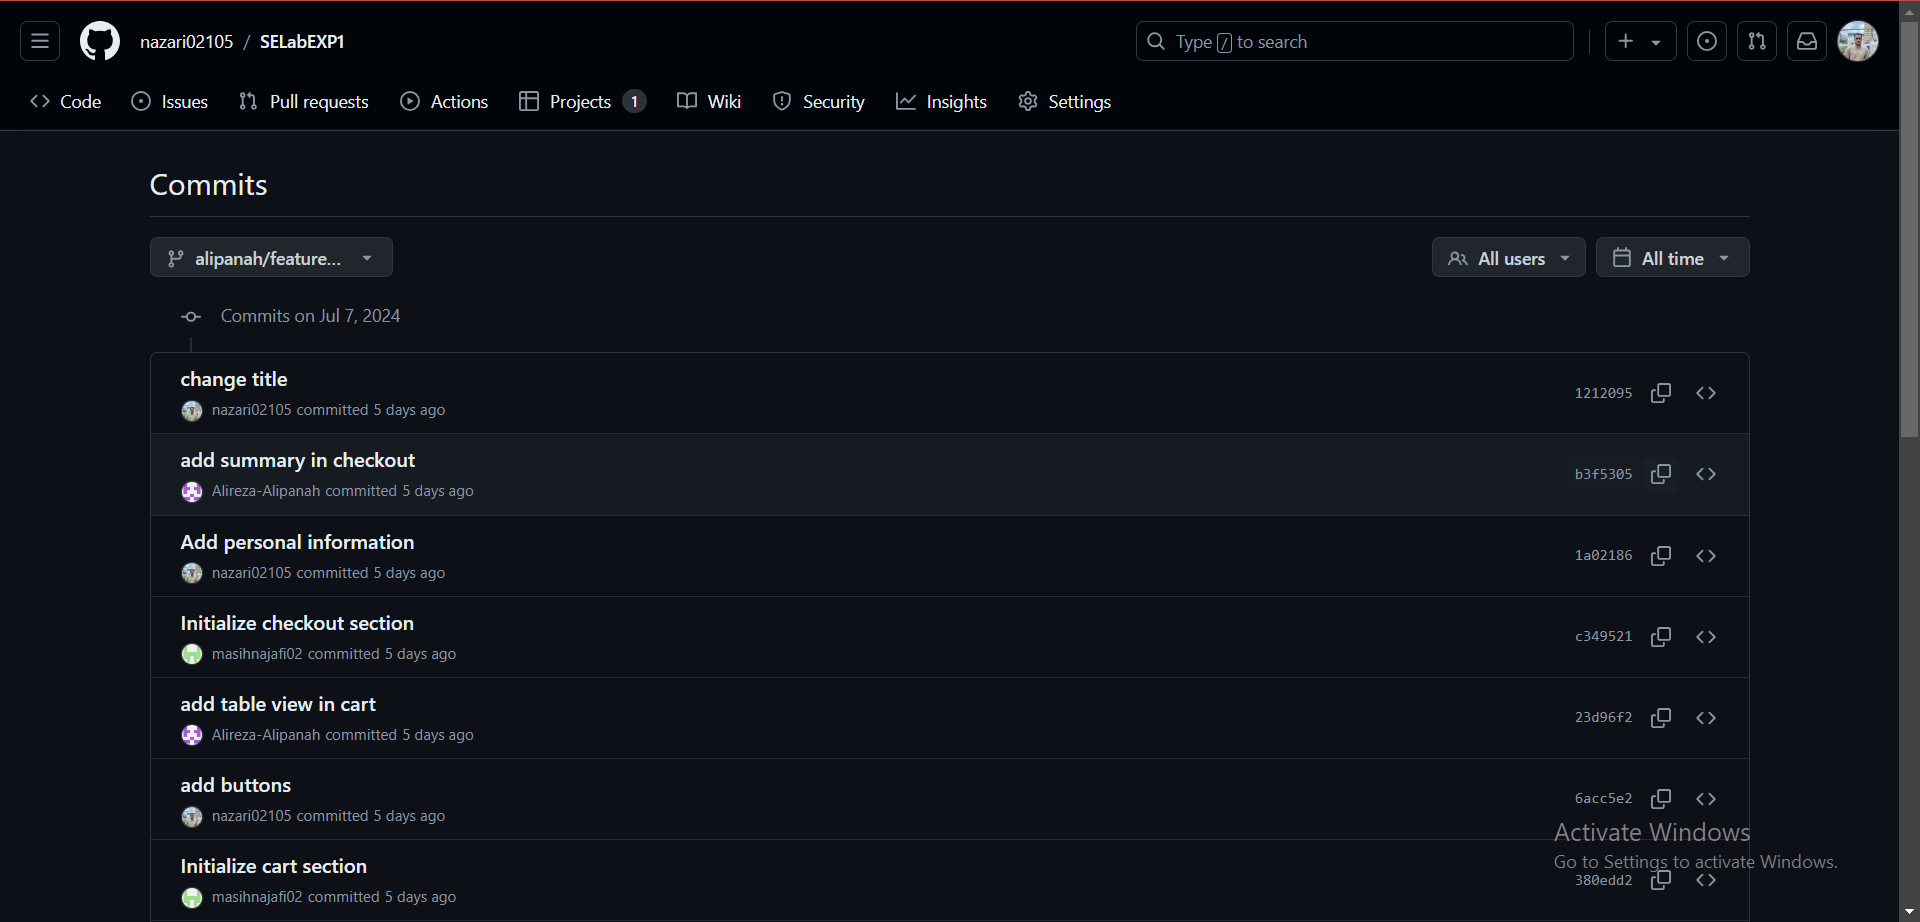 nazari02105 / SELabEXP1
Type / to search
Code Issues Pull requests Actions Projects 1 Wiki Security Insights Settings
Commits
alipanah/feature...
All users
All time
Commits on Jul 7, 2024
change title
nazari02105 committed 5 days ago
1212095
add summary in checkout
Alireza-Alipanah committed 5 days ago
b3f5305
Add personal information
nazari02105 committed 5 days ago
1a02186
Initialize checkout section
masihnajafi02 committed 5 days ago
c349521
add table view in cart
Alireza-Alipanah committed 5 days ago
23d96f2
add buttons
nazari02105 committed 5 days ago
6acc5e2
Initialize cart section
masihnajafi02 committed 5 days ago
380edd2
Activate Windows
Go to Settings to activate Windows.